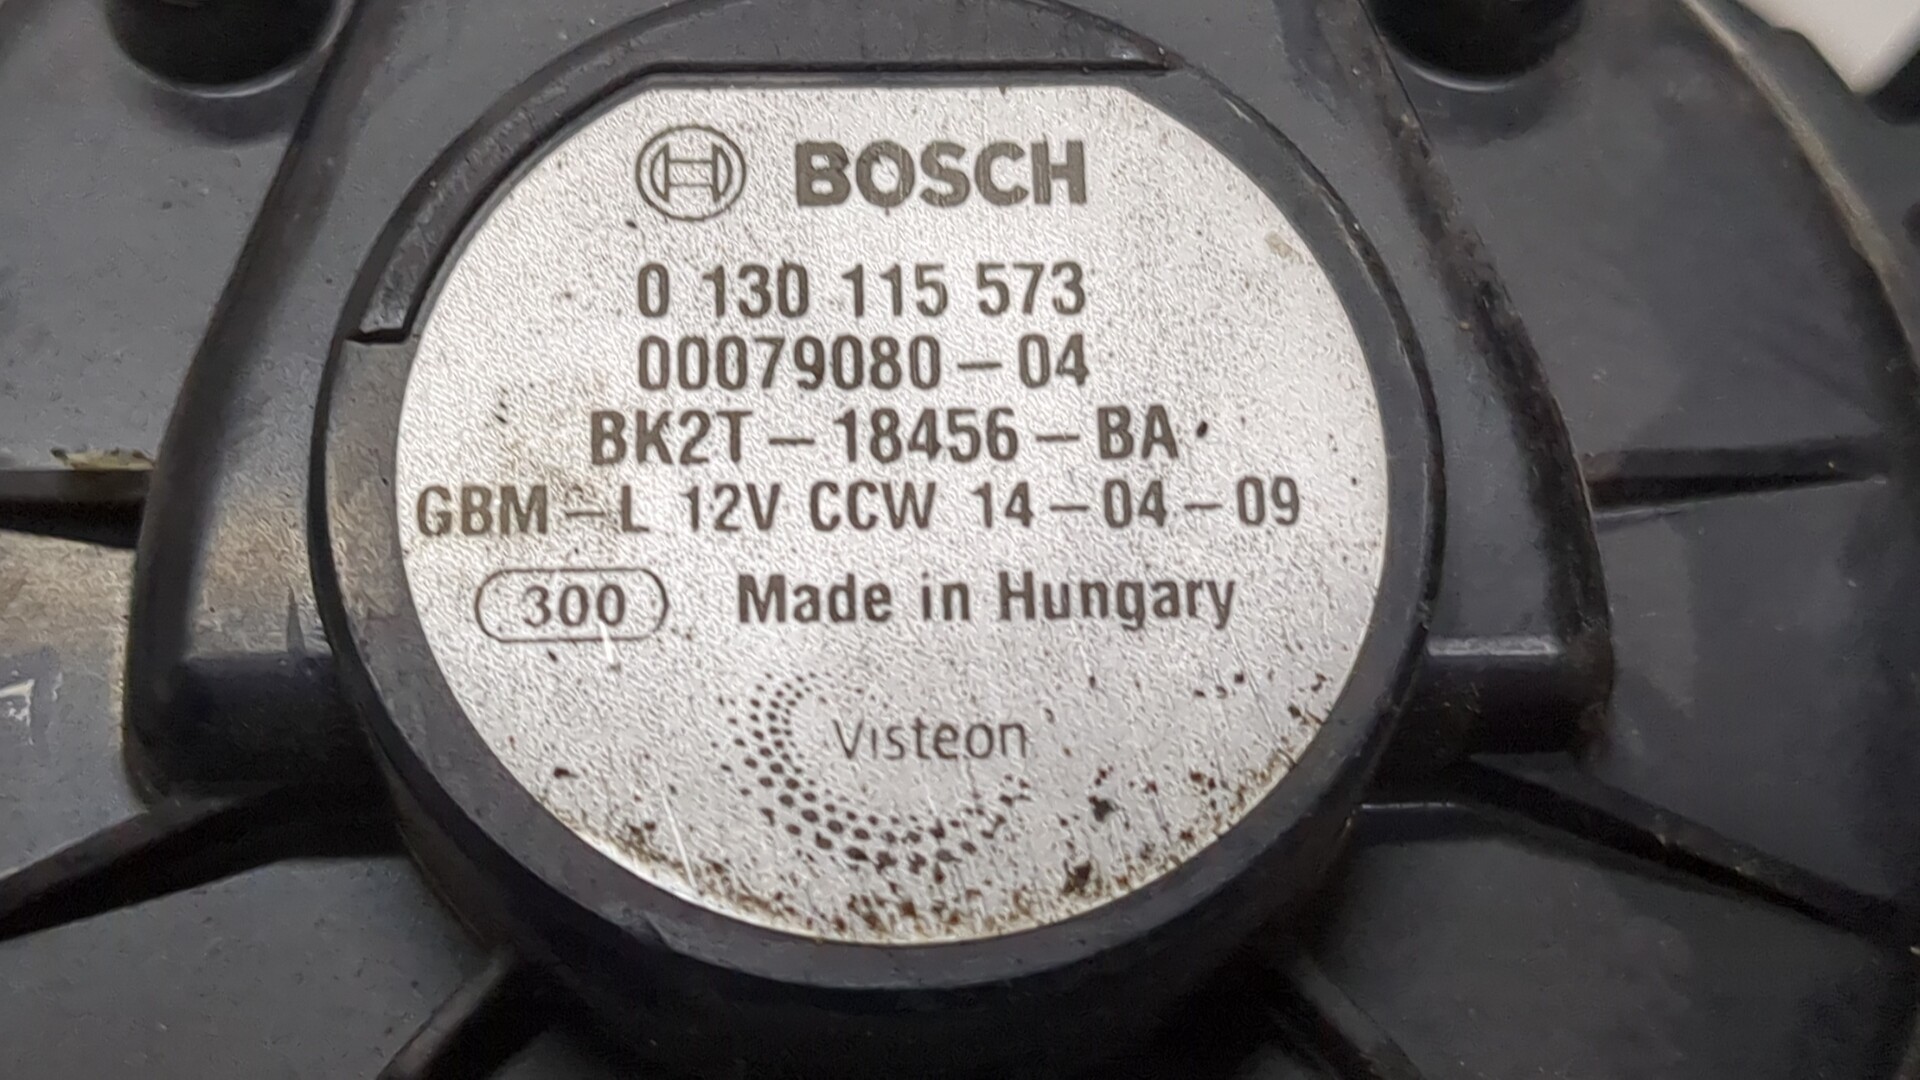 BOSCH
0 130 115 573
00079080-04
BK2T-18456-BA
GBM-L 12V CCW 14-04-09
300 Made in Hungary
Visteon